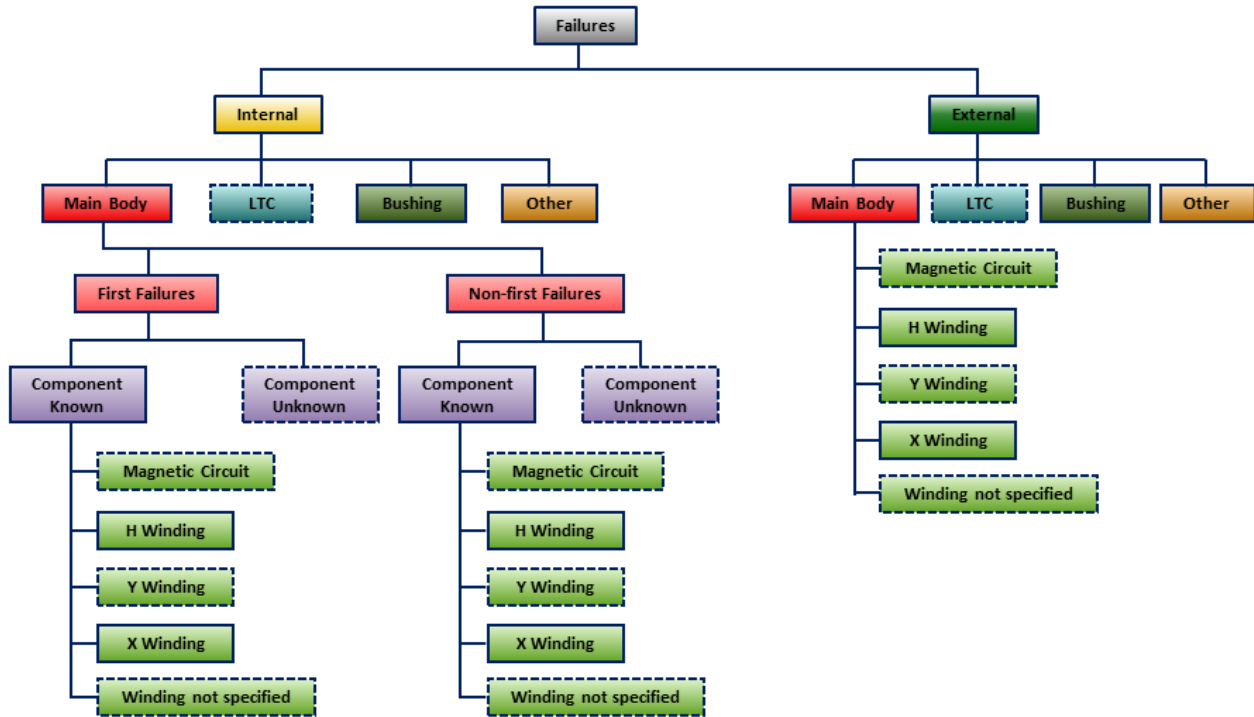 Failures
Internal
External
Main Body
LTC
Bushing
Other
Main Body
LTC
Bushing
Other
First Failures
Non-first Failures
Component
Known
Component
Unknown
Component
Known
Component
Unknown
Magnetic Circuit
H Winding
Y Winding
X Winding
Winding not specified
Magnetic Circuit
H Winding
Y Winding
X Winding
Winding not specified
Magnetic Circuit
H Winding
Y Winding
X Winding
Winding not specified